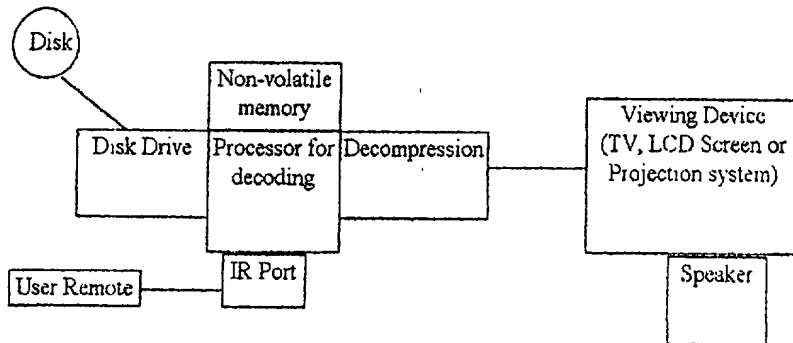 Disk
Non-volatile
memory
Disk Drive
Processor for
decoding
Decompression
Viewing Device
(TV, LCD Screen or
Projection system)
IR Port
User Remote
Speaker